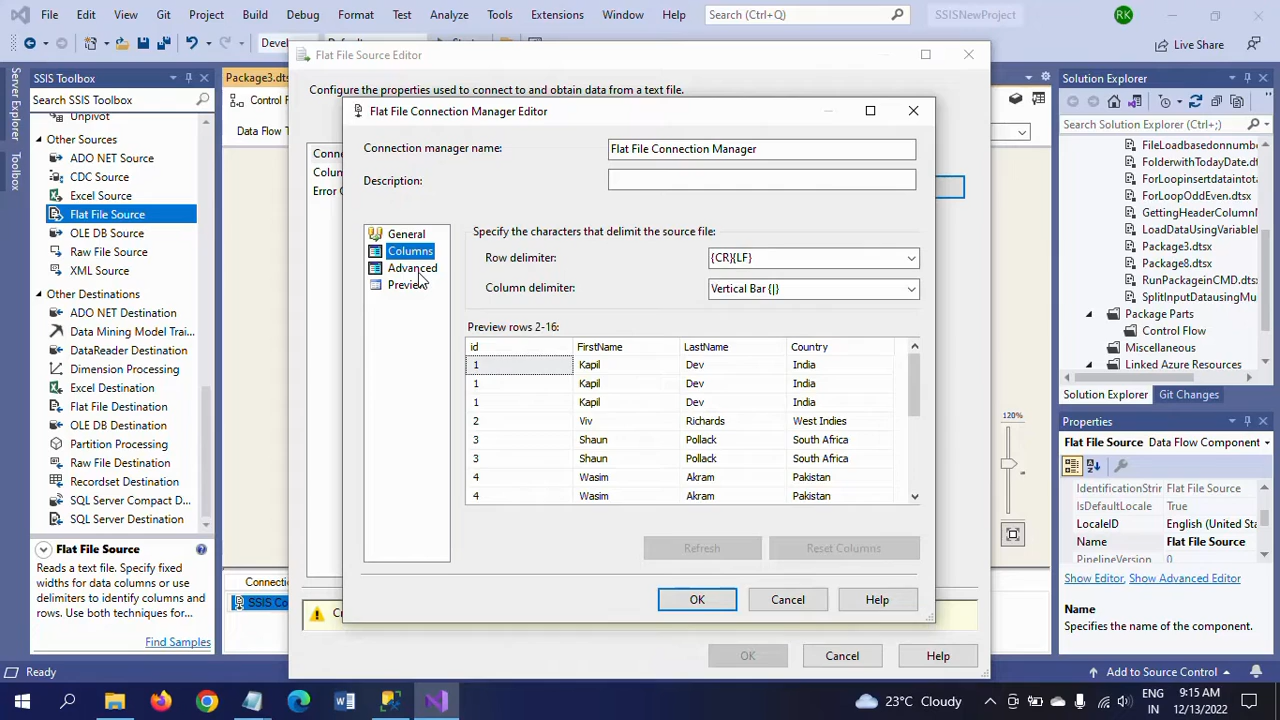 File Edit View Git Project Build Debug Format Test Analyze Tools Extensions Window Help Search (Ctrl+Q) SSISNewProject RK
Live Share
SSIS Toolbox
Search SSIS Toolbox
Unpivot
Other Sources
ADO NET Source
CDC Source
Excel Source
Flat File Source
OLE DB Source
Raw File Source
XML Source
Other Destinations
ADO NET Destination
Data Mining Model Trai...
DataReader Destination
Dimension Processing
Excel Destination
Flat File Destination
OLE DB Destination
Partition Processing
Raw File Destination
Recordset Destination
SQL Server Compact D...
SQL Server Destination
Flat File Source
Reads a text file. Specify fixed
widths for data columns or use
delimiters to identify columns
and rows. Use both techniques for...
Find Samples
Ready
Server Explorer
Toolbox
Package3.dts
Control F
Data Flow T
Flat File Source Editor
Configure the properties used to connect to and obtain data from a text file.
Conne
Colum
Error O
Flat File Connection Manager Editor
Connection manager name: Flat File Connection Manager
Description:
General
Columns
Advanced
Preview
Specify the characters that delimit the source file:
Row delimiter: {CR}{LF}
Column delimiter: Vertical Bar {|}
Preview rows 2-16:
id FirstName LastName Country
1 Kapil Dev India
1 Kapil Dev India
1 Kapil Dev India
2 Viv Richards West Indies
3 Shaun Pollack South Africa
3 Shaun Pollack South Africa
4 Wasim Akram Pakistan
4 Wasim Akram Pakistan
Refresh Reset Columns
OK Cancel Help
OK Cancel Help
Connectio
SSIS Co
120%
Solution Explorer
Search Solution Explorer (Ctrl+;)
FileLoadbasedonnumb
FolderwithTodayDate.
ForLoopinsertdatainto
ForLoopOddEven.dtsx
GettingHeaderColumN
LoadDataUsingVariable
Package3.dtsx
Package8.dtsx
RunPackageinCMD.dt
SplitInputDatausingMu
Package Parts
Control Flow
Miscellaneous
Linked Azure Resources
Solution Explorer Git Changes
Properties
Flat File Source Data Flow Component
IdentificationStrir Flat File Source
IsDefaultLocale True
LocaleID English (United Sta
Name Flat File Source
PipelineVersion 0
Show Editor, Show Advanced Editor
Name
Specifies the name of the component.
Add to Source Control
23°C Cloudy
ENG
IN
9:15 AM
12/13/2022